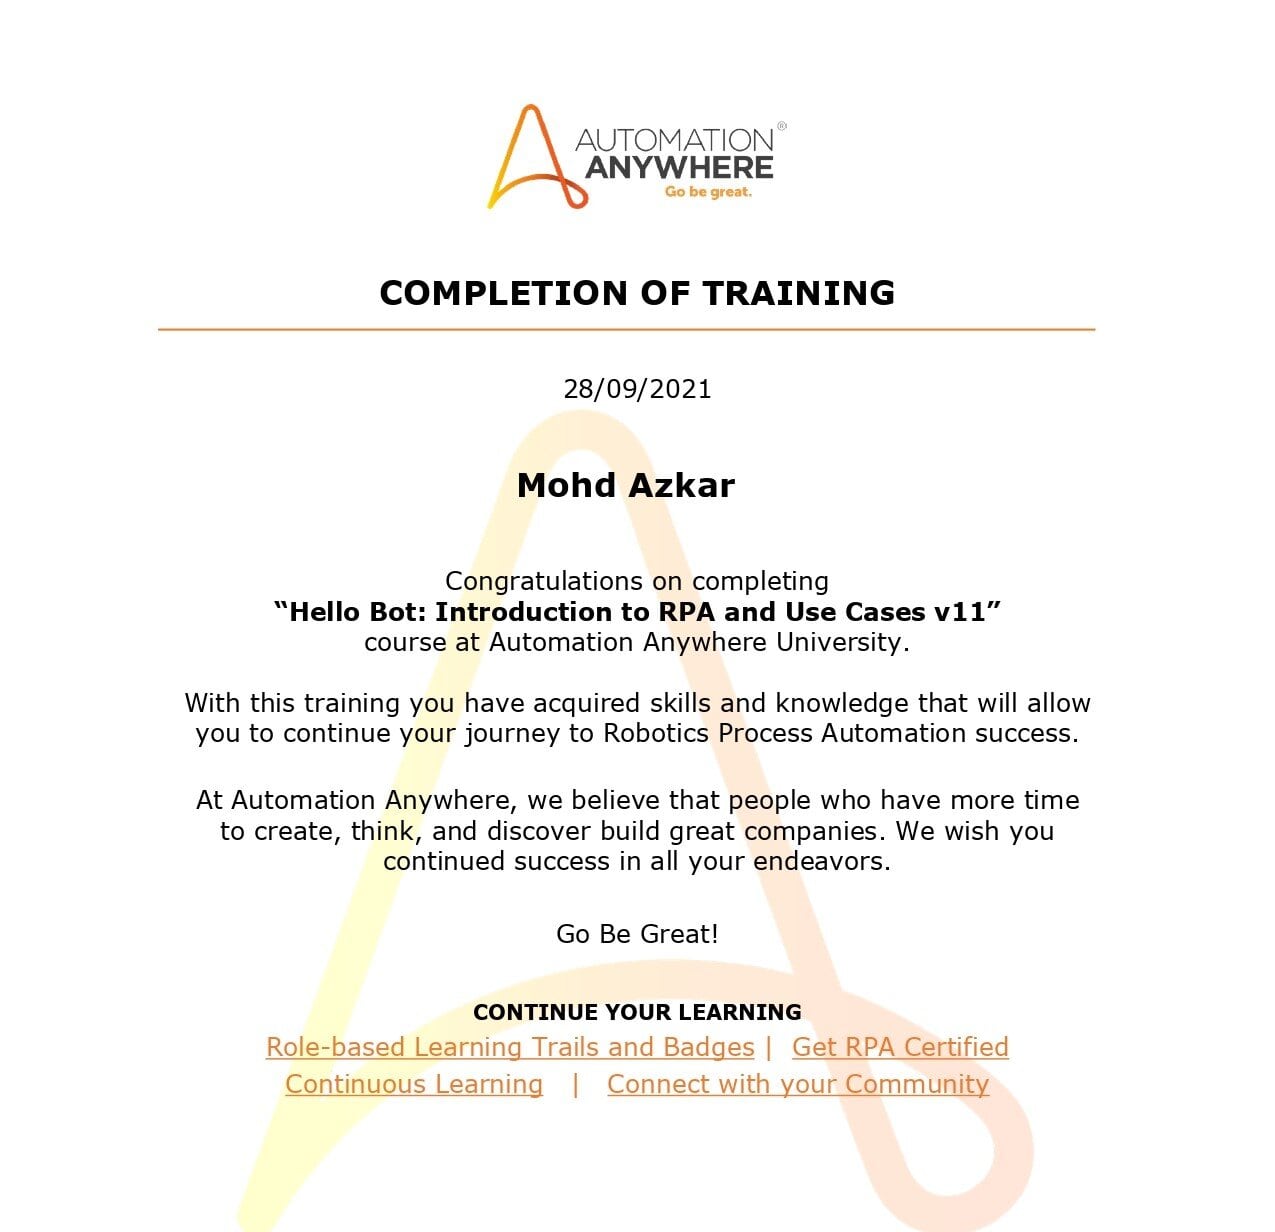 AUTOMATION ®
ANYWHERE
Go be great.
COMPLETION OF TRAINING
28/09/2021
Mohd Azkar
Congratulations on completing
“Hello Bot: Introduction to RPA and Use Cases v11”
course at Automation Anywhere University.
With this training you have acquired skills and knowledge that will allow
you to continue your journey to Robotics Process Automation success.
At Automation Anywhere, we believe that people who have more time
to create, think, and discover build great companies. We wish you
continued success in all your endeavors.
Go Be Great!
CONTINUE YOUR LEARNING
Role-based Learning Trails and Badges | Get RPA Certified
Continuous Learning | Connect with your Community